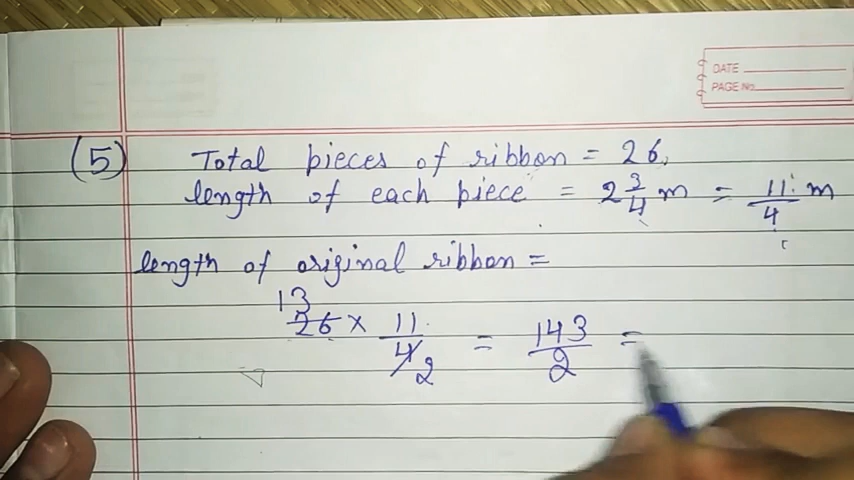 DATE
PAGE No.
(5) Total pieces of ribbon = 26,
length of each piece = 2 3/4 m = 11/4 m
length of original ribbon =
13
26 × 11/4 = 143/2 =
2